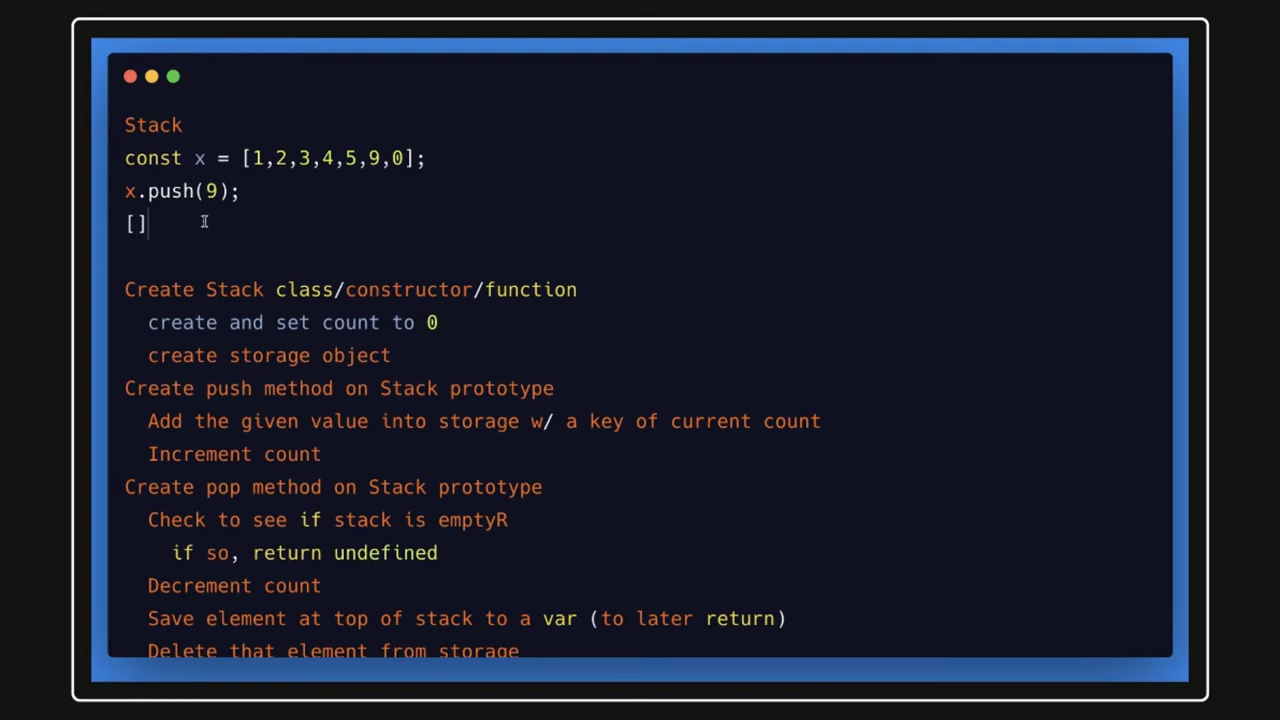 Stack
const x = [1,2,3,4,5,9,0];
x.push(9);
[]
Create Stack class/constructor/function
create and set count to 0
create storage object
Create push method on Stack prototype
Add the given value into storage w/ a key of current count
Increment count
Create pop method on Stack prototype
Check to see if stack is emptyR
if so, return undefined
Decrement count
Save element at top of stack to a var (to later return)
Delete that element from storage